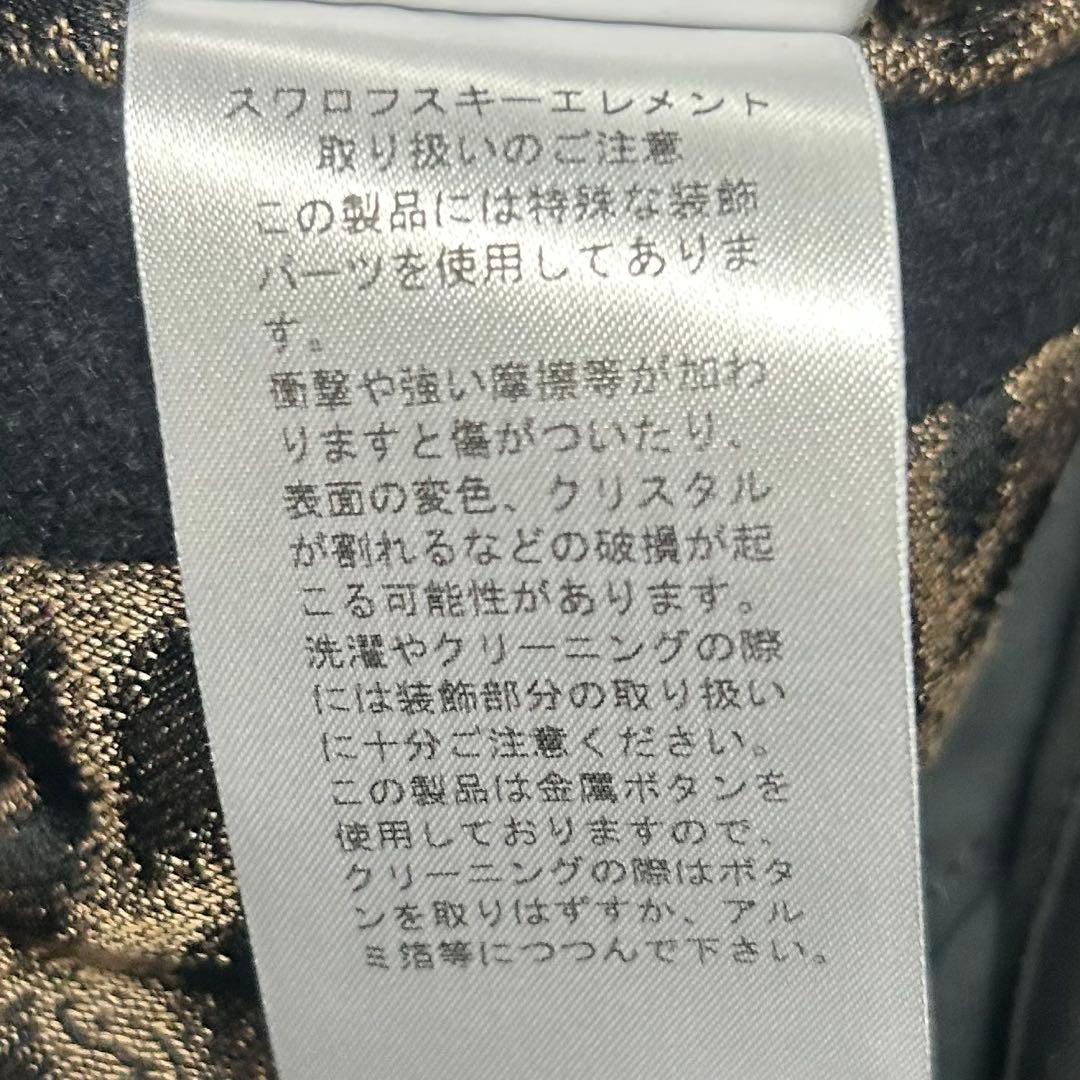 スワロフスキーエレメント
取り扱いのご注意
この製品には特殊な装飾
パーツを使用してありま
す。
衝撃や強い摩擦等が加わ
りますと傷がついたり、
表面の変色、クリスタル
が割れるなどの破損が起
こる可能性があります。
洗濯やクリーニングの際
には装飾部分の取り扱い
に十分ご注意ください。
この製品は金属ボタンを
使用しておりますので、
クリーニングの際はボタ
ンを取りはずすか、アル
ミ箔等につつんで下さい。